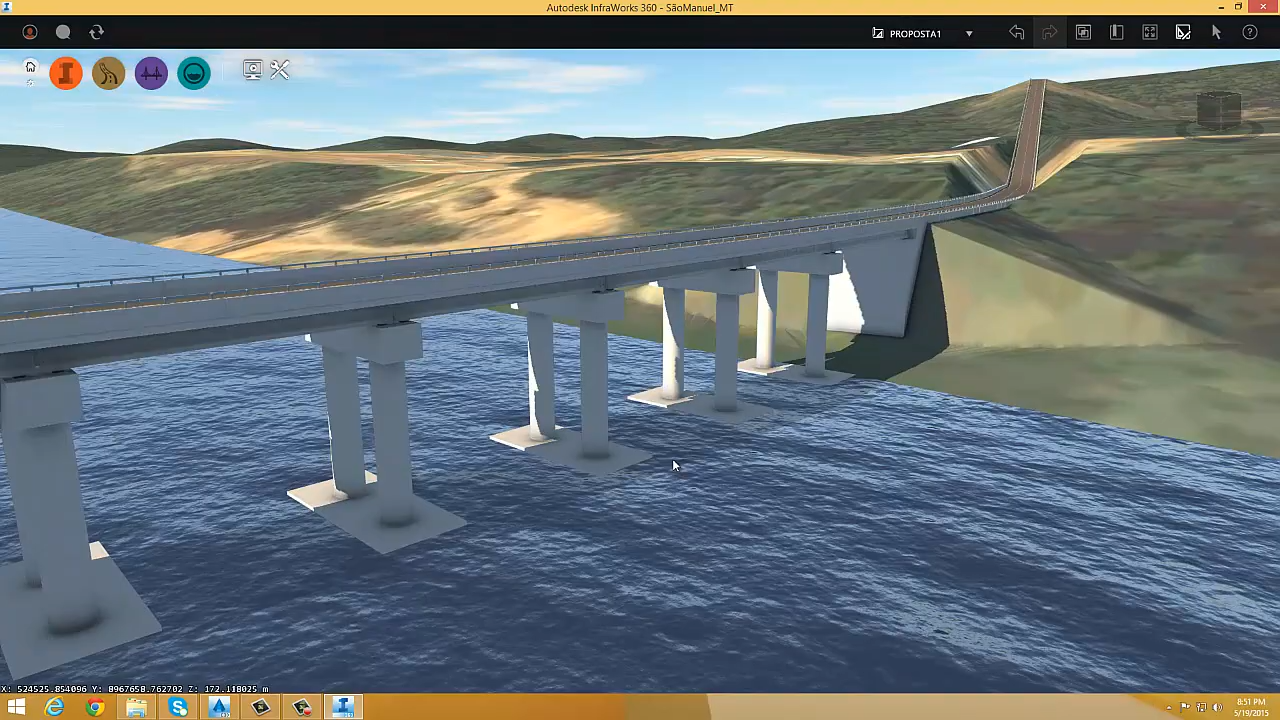 Autodesk InfraWorks 360 - SãoManuel_MT
PROPOSTA1
X: 524525.854096 Y: 8967658.762702 Z: 172.118025 m
8:51 PM
5/19/2015